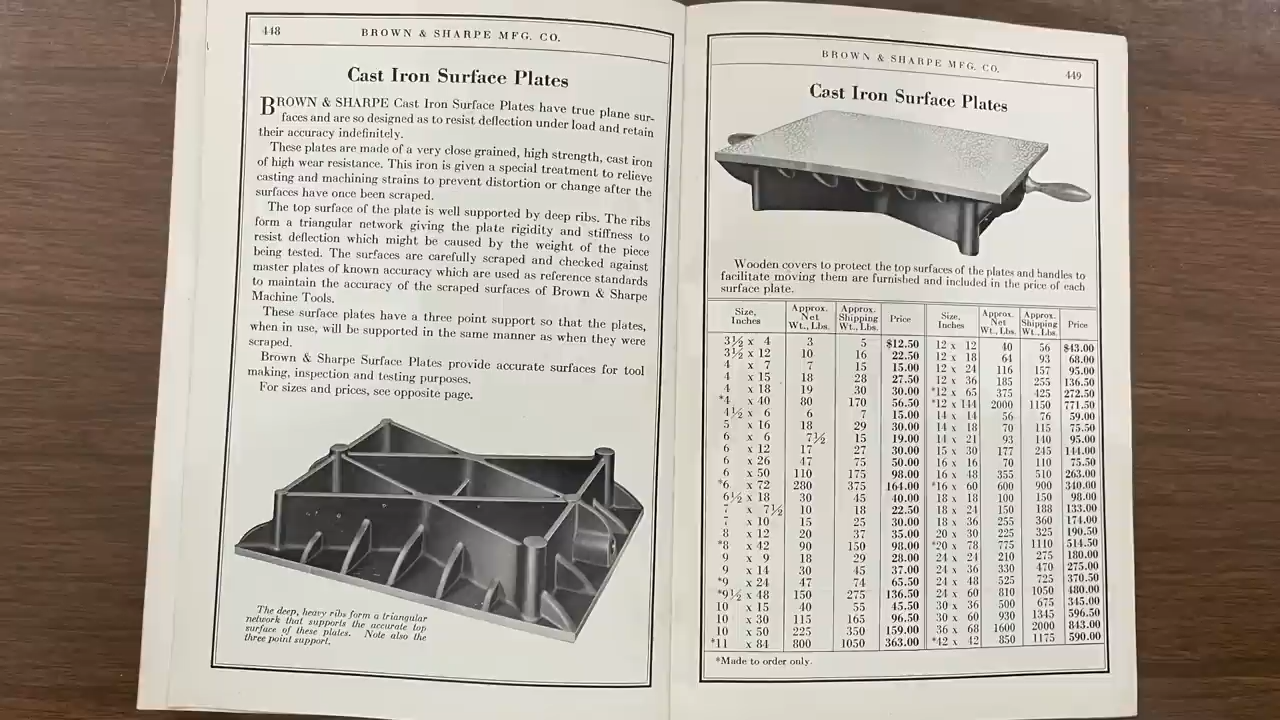 448 BROWN & SHARPE MFG. CO.
Cast Iron Surface Plates
BROWN & SHARPE Cast Iron Surface Plates have true plane sur-
faces and are so designed as to resist deflection under load and retain
their accuracy indefinitely.
These plates are made of a very close grained, high strength, cast iron
of high wear resistance. This iron is given a special treatment to relieve
casting and machining strains to prevent distortion or change after the
surfaces have once been scraped.
The top surface of the plate is well supported by deep ribs. The ribs
form a triangular network giving the plate rigidity and stiffness to
resist deflection which might be caused by the weight of the piece
being tested. The surfaces are carefully scraped and checked against
master plates of known accuracy which are used as reference standards
to maintain the accuracy of the scraped surfaces of Brown & Sharpe
Machine Tools.
These surface plates have a three point support so that the plates,
when in use, will be supported in the same manner as when they were
scraped.
Brown & Sharpe Surface Plates provide accurate surfaces for tool
making, inspection and testing purposes.
For sizes and prices, see opposite page.
The deep, heavy ribs form a triangular
network that supports the accurate top
surface of these plates. Note also the
three point support.
BROWN & SHARPE MFG. CO. 449
Cast Iron Surface Plates
Wooden covers to protect the top surfaces of the plates and handles to
facilitate moving them are furnished and included in the price of each
surface plate.
Size, Inches Approx. Net Wt., Lbs. Approx. Shipping Wt., Lbs. Price Size, Inches Approx. Net Wt., Lbs. Approx. Shipping Wt., Lbs. Price
3½ x 4 3 5 $12.50 12 x 12 40 56 $43.00
3½ x 12 10 16 22.50 12 x 18 64 93 68.00
4 x 7 7 15 15.00 12 x 24 116 157 95.00
4 x 15 18 28 27.50 12 x 36 185 255 136.50
4 x 18 19 30 30.00 *12 x 65 375 425 272.50
*4 x 40 80 170 56.50 *12 x 144 2000 1150 771.50
4½ x 6 6 7 15.00 14 x 14 56 76 59.00
5 x 16 18 29 30.00 14 x 18 70 115 75.50
6 x 6 7½ 15 19.00 14 x 21 93 140 95.00
6 x 12 17 27 30.00 15 x 30 177 245 144.00
6 x 26 47 75 50.00 16 x 16 70 110 75.50
6 x 50 110 175 98.00 16 x 48 355 510 263.00
*6 x 72 280 375 164.00 *16 x 60 600 900 340.00
6½ x 18 30 45 40.00 18 x 18 100 150 98.00
7 x 7½ 10 18 22.50 18 x 24 150 188 133.00
7 x 10 15 25 30.00 18 x 36 255 360 174.00
8 x 12 20 37 35.00 20 x 30 225 325 190.50
*8 x 42 90 150 98.00 *20 x 78 775 1110 514.50
9 x 9 18 29 28.00 24 x 24 210 275 180.00
9 x 14 30 45 37.00 24 x 36 330 470 275.00
*9 x 24 47 74 65.50 24 x 48 525 725 370.50
*9½ x 48 150 275 136.50 24 x 60 810 1050 480.00
10 x 15 40 55 45.50 30 x 36 500 675 345.00
10 x 30 115 165 96.50 30 x 60 930 1345 596.50
10 x 50 225 350 159.00 36 x 68 1600 2000 843.00
*11 x 84 800 1050 363.00 *42 x 42 850 1175 590.00
*Made to order only.